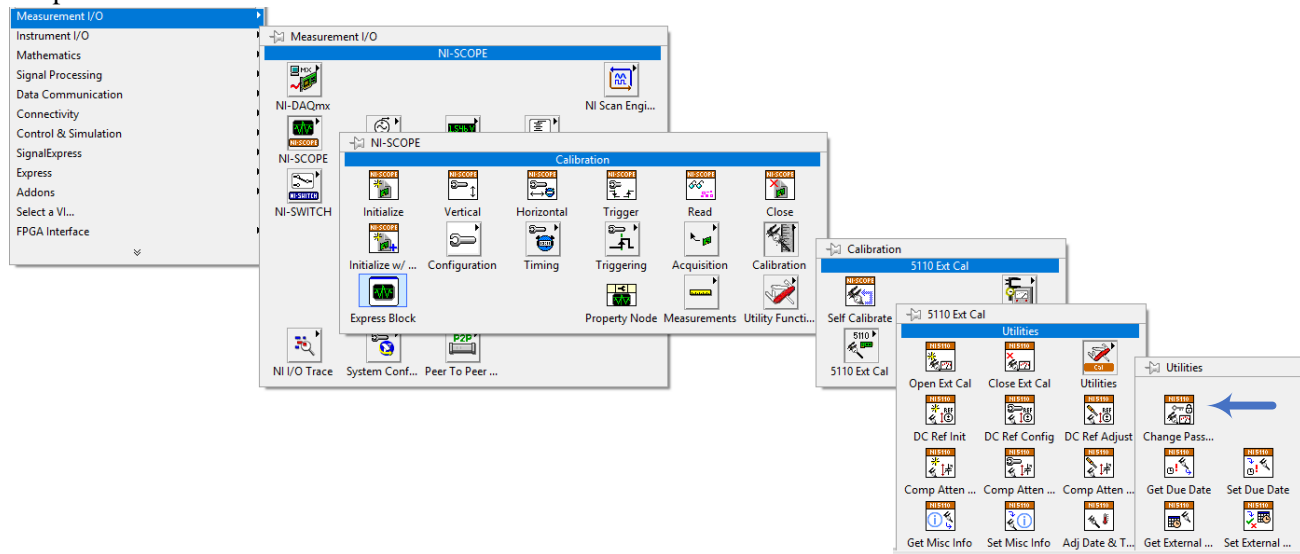 Measurement I/O
Instrument I/O
Mathematics
Signal Processing
Data Communication
Connectivity
Control & Simulation
SignalExpress
Express
Addons
Select a VI...
FPGA Interface
Measurement I/O
NI-SCOPE
NI-DAQmx
NI Scan Engi...
NI-SCOPE
NI-SWITCH
NI I/O Trace
System Conf...
Peer To Peer ...
NI-SCOPE
Calibration
Initialize
Vertical
Horizontal
Trigger
Read
Close
Initialize w/ ...
Configuration
Timing
Triggering
Acquisition
Calibration
Express Block
Property Node
Measurements
Utility Functi...
Calibration
5110 Ext Cal
Self Calibrate
5110
5110 Ext Cal
5110 Ext Cal
Utilities
Open Ext Cal
Close Ext Cal
Utilities
DC Ref Init
DC Ref Config
DC Ref Adjust
Comp Atten ...
Comp Atten ...
Comp Atten ...
Get Misc Info
Set Misc Info
Adj Date & T...
Utilities
Change Pass...
Get Due Date
Set Due Date
Get External ...
Set External ...